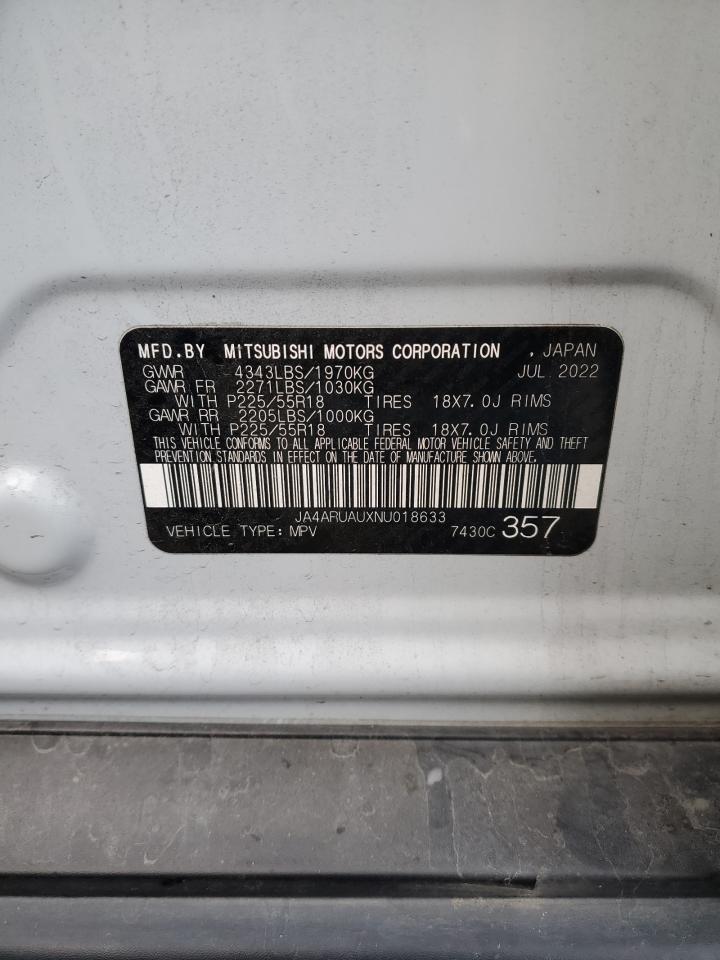 MFD.BY MITSUBISHI MOTORS CORPORATION , JAPAN
GVWR 4343LBS/1970KG JUL 2022
GAWR FR 2271LBS/1030KG
WITH P225/55R18 TIRES 18X7.0J RIMS
GAWR RR 2205LBS/1000KG
WITH P225/55R18 TIRES 18X7.0J RIMS
THIS VEHICLE CONFORMS TO ALL APPLICABLE FEDERAL MOTOR VEHICLE SAFETY AND THEFT
PREVENTION STANDARDS IN EFFECT ON THE DATE OF MANUFACTURE SHOWN ABOVE.
JA4ARUAUXNU018633
VEHICLE TYPE: MPV 7430C 357